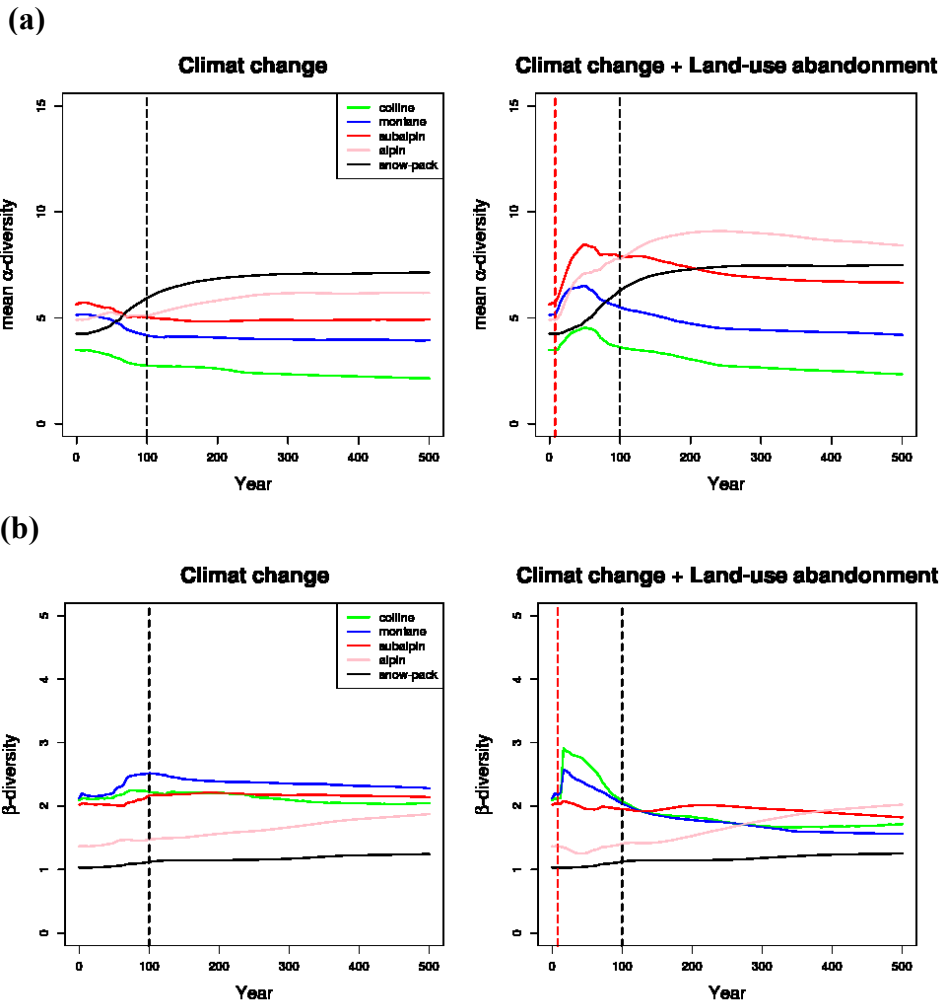 (a)
Climat change
Climat change + Land-use abandonment
mean α-diversity
15
10
5
0
colline
montane
subalpin
alpin
snow-pack
0 100 200 300 400 500
Year
mean α-diversity
15
10
5
0
0 100 200 300 400 500
Year
(b)
Climat change
Climat change + Land-use abandonment
β-diversity
5
4
3
2
1
0
colline
montane
subalpin
alpin
snow-pack
0 100 200 300 400 500
Year
β-diversity
5
4
3
2
1
0
0 100 200 300 400 500
Year